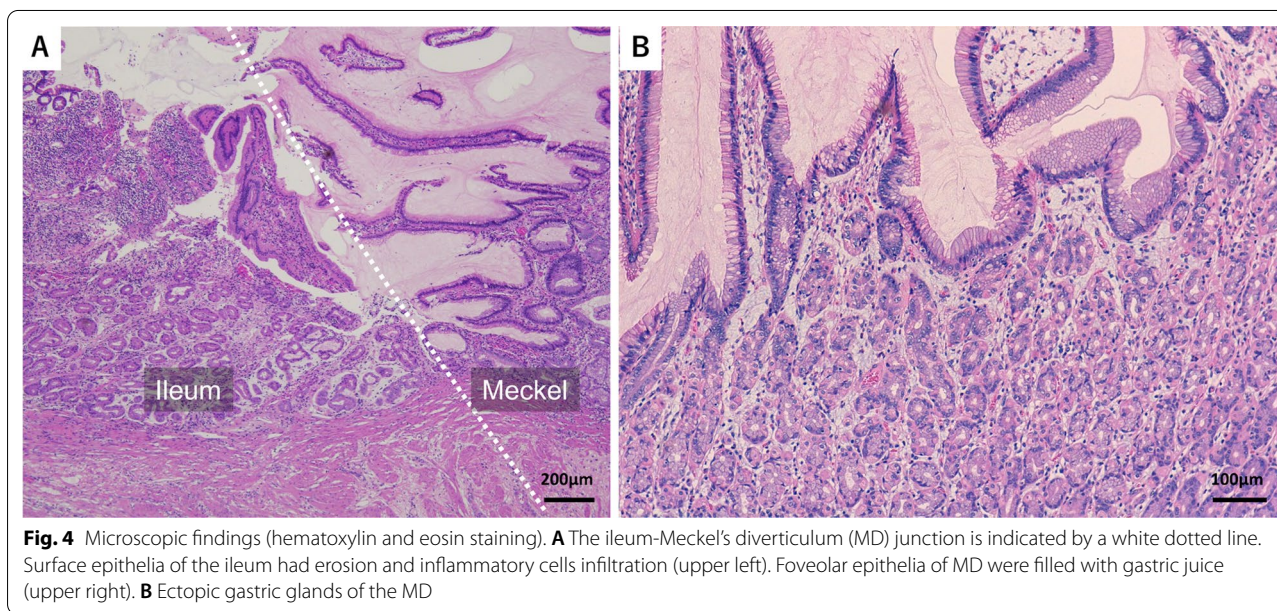 A
B
Ileum
Meckel
200µm
100µm
Fig. 4 Microscopic findings (hematoxylin and eosin staining). A The ileum-Meckel's diverticulum (MD) junction is indicated by a white dotted line.
Surface epithelia of the ileum had erosion and inflammatory cells infiltration (upper left). Foveolar epithelia of MD were filled with gastric juice
(upper right). B Ectopic gastric glands of the MD